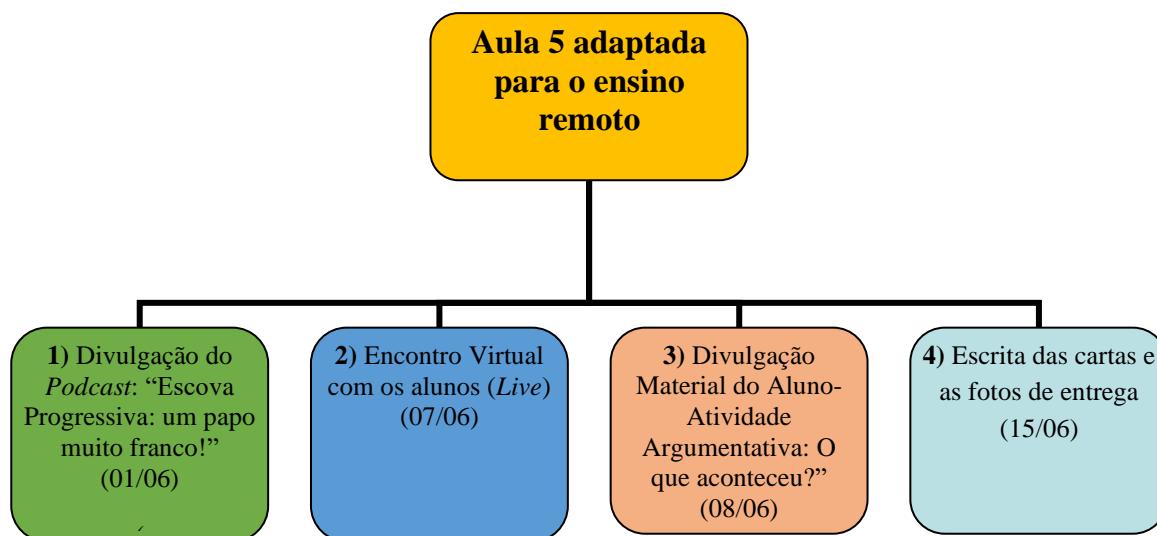 Aula 5 adaptada
para o ensino
remoto
1) Divulgação do
Podcast: “Escova
Progressiva: um papo
muito franco!”
(01/06)
2) Encontro Virtual
com os alunos (Live)
(07/06)
3) Divulgação
Material do Aluno-
Atividade
Argumentativa: O
que aconteceu?”
(08/06)
4) Escrita das cartas e
as fotos de entrega
(15/06)